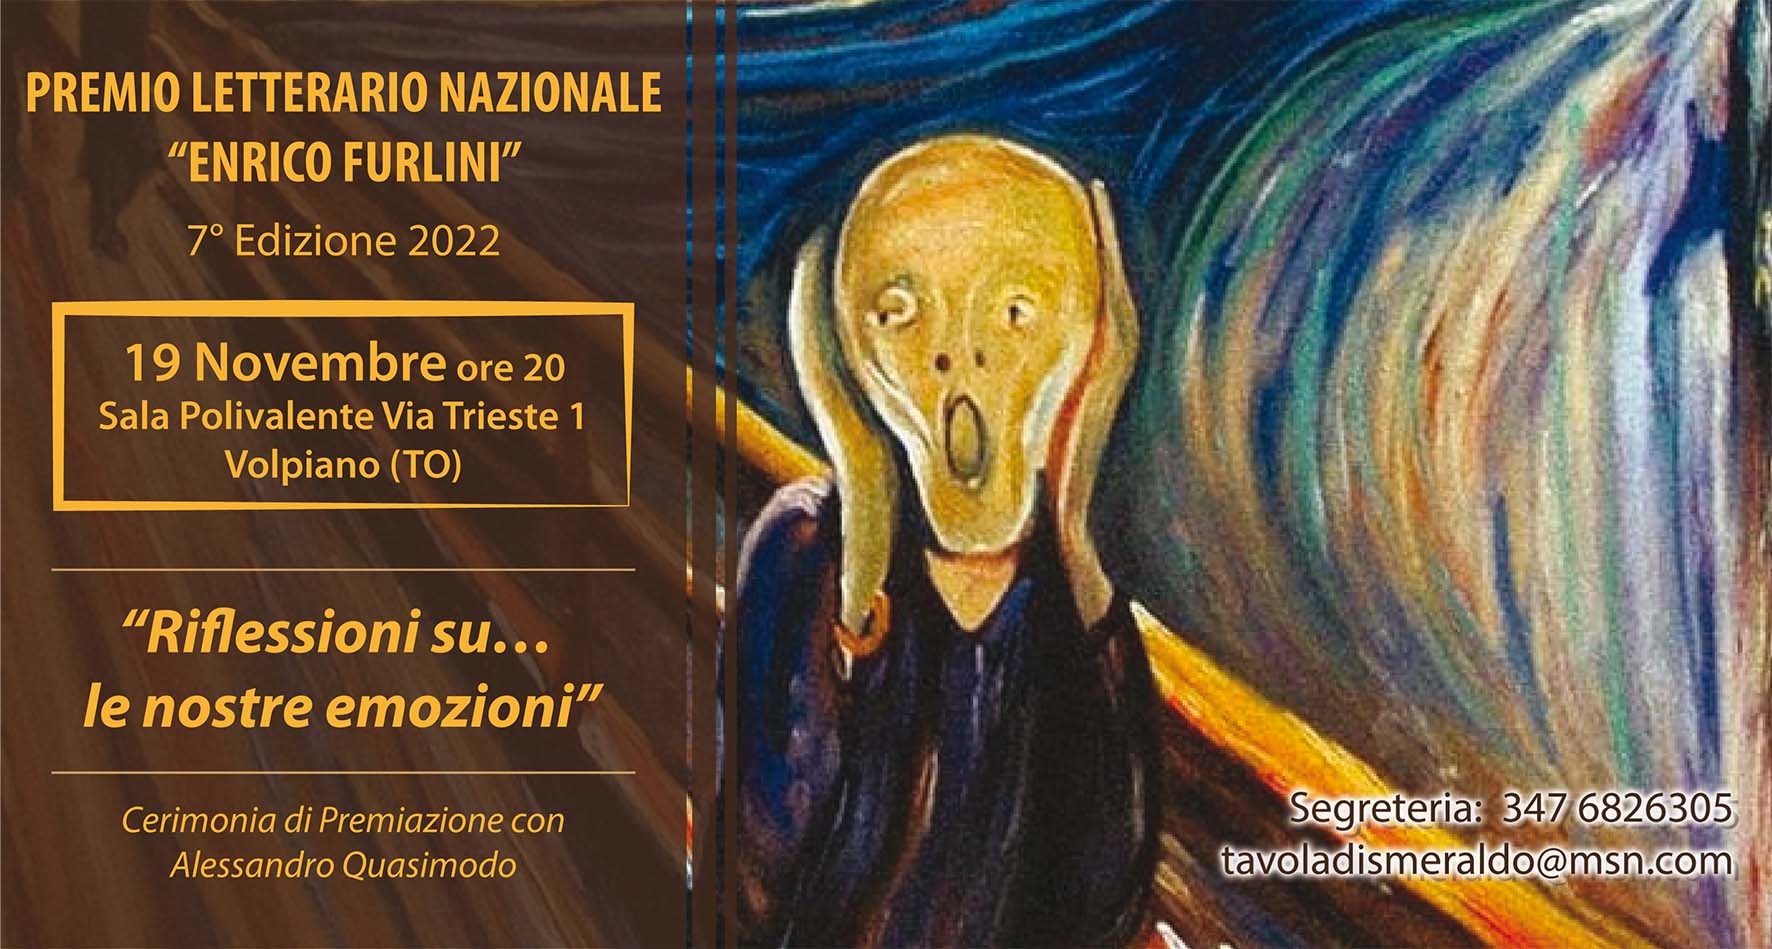 PREMIO LETTERARIO NAZIONALE
“ENRICO FURLINI”
7° Edizione 2022
19 Novembre ore 20
Sala Polivalente Via Trieste 1
Volpiano (TO)
“Riflessioni su…
le nostre emozioni”
Cerimonia di Premiazione con
Alessandro Quasimodo
Segreteria: 347 6826305
tavoladismeraldo@msn.com